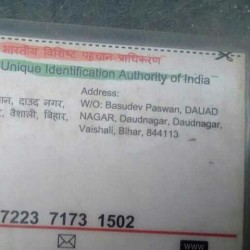 भारतीय विशिष्ट पहचान प्राधिकरण
Unique Identification Authority of India
Address:
दाउद नगर, W/O: Basudev Paswan, DAUAD
वैशाली, बिहार, NAGAR, Daudnagar, Daudnagar,
Vaishali, Bihar, 844113
7223 7173 1502
www